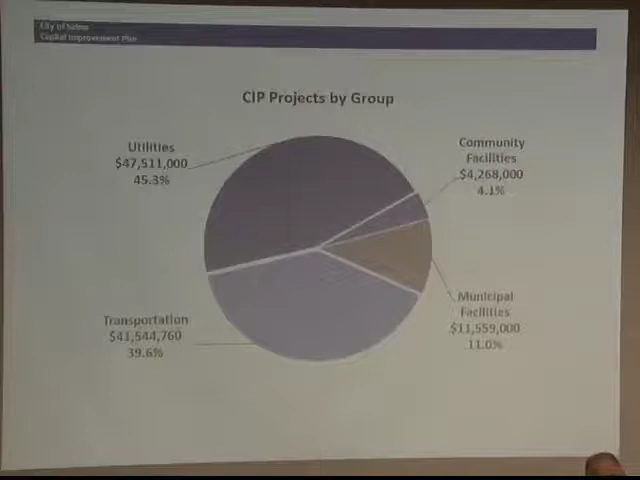 City of Salem
Capital Improvement Plan
CIP Projects by Group
Utilities
$47,511,000
45.3%
Community
Facilities
$4,268,000
4.1%
Transportation
$41,544,760
39.6%
Municipal
Facilities
$11,559,000
11.0%